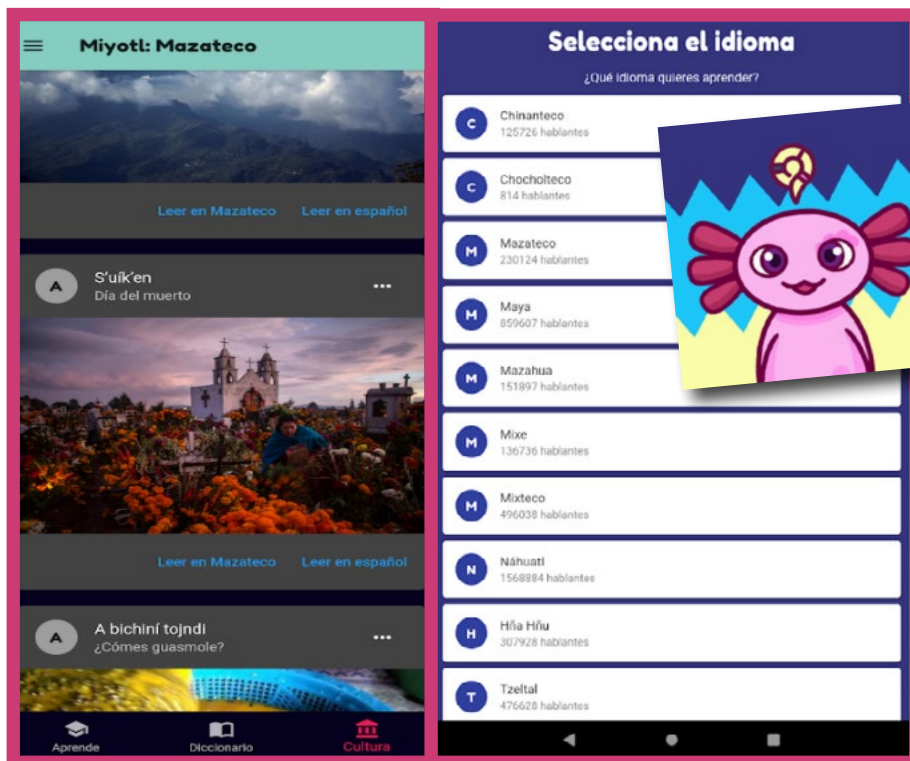 Miyotl: Mazateco
Leer en Mazateco Leer en español
A
S'uík'en
Día del muerto
Leer en Mazateco Leer en español
A
A bichiní tojndi
¿Cómes guasmole?
Aprende Diccionario Cultura
Selecciona el idioma
¿Qué idioma quieres aprender?
C
Chinanteco
125726 hablantes
C
Chocholteco
814 hablantes
M
Mazateco
230124 hablantes
M
Maya
859607 hablantes
M
Mazahua
151897 hablantes
M
Mixe
136736 hablantes
M
Mixteco
496038 hablantes
N
Náhuatl
1568884 hablantes
H
Hña Hñu
307928 hablantes
T
Tzeltal
476628 hablantes